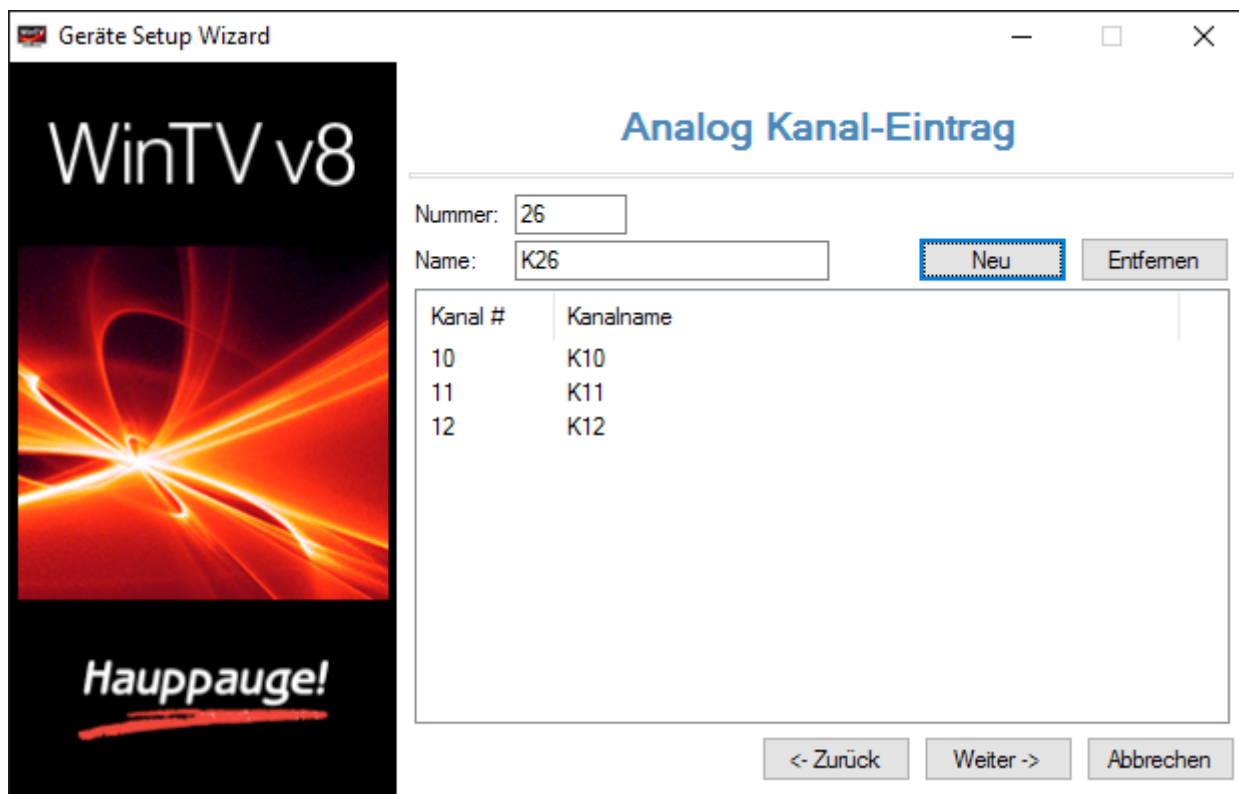 Geräte Setup Wizard
WinTV v8
Hauppauge!
Analog Kanal-Eintrag
Nummer: 26
Name: K26 Neu Entfernen
Kanal # Kanalname
10 K10
11 K11
12 K12
<- Zurück Weiter -> Abbrechen